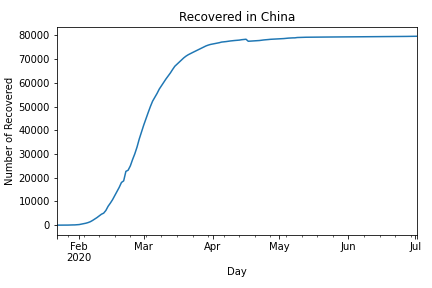 Recovered in China
80000
70000
60000
50000
40000
30000
20000
10000
0
Number of Recovered
Feb Mar Apr May Jun Jul
2020
Day